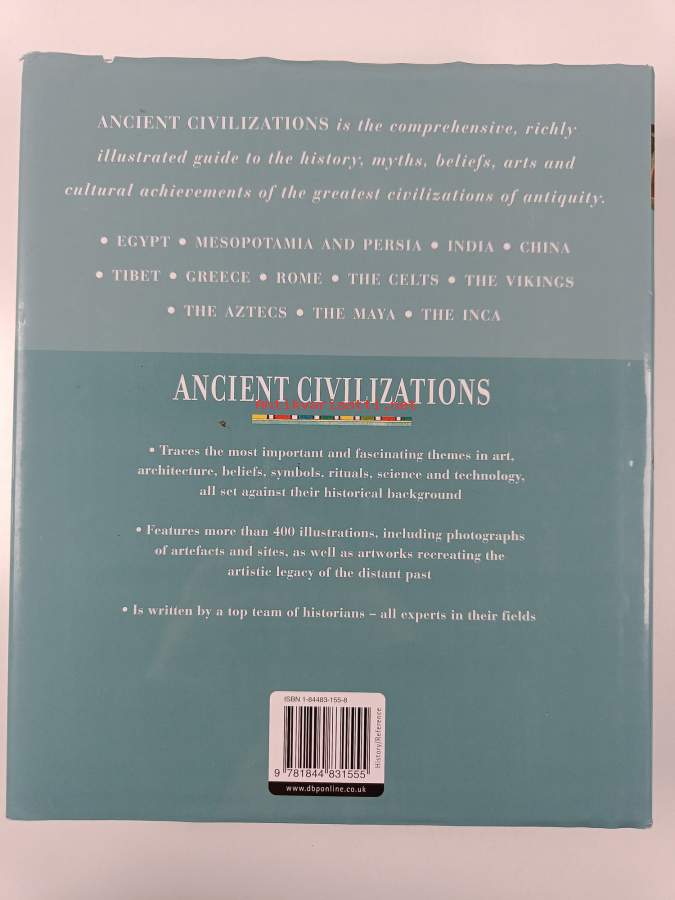 ANCIENT CIVILIZATIONS is the comprehensive, richly
illustrated guide to the history, myths, beliefs, arts and
cultural achievements of the greatest civilizations of antiquity.
• EGYPT • MESOPOTAMIA AND PERSIA • INDIA • CHINA
• TIBET • GREECE • ROME • THE CELTS • THE VIKINGS
• THE AZTECS • THE MAYA • THE INCA
ANCIENT CIVILIZATIONS
Antikvariaatti.net
• Traces the most important and fascinating themes in art,
architecture, beliefs, symbols, rituals, science and technology,
all set against their historical background
• Features more than 400 illustrations, including photographs
of artefacts and sites, as well as artworks recreating the
artistic legacy of the distant past
• Is written by a top team of historians – all experts in their fields
ISBN 1-84483-155-8
History/Reference
9 781844 831555
www.dbponline.co.uk